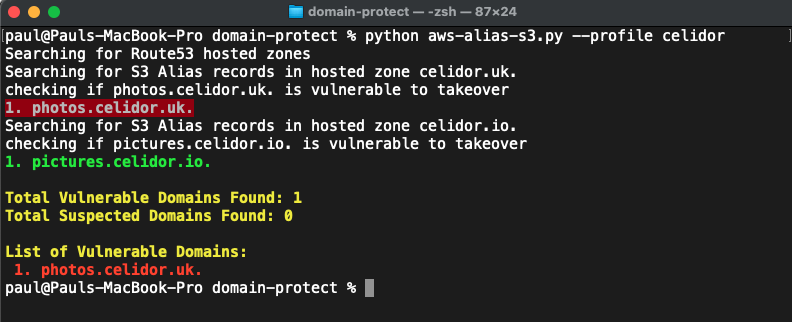 domain-protect — -zsh — 87×24
paul@Pauls-MacBook-Pro domain-protect % python aws-alias-s3.py --profile celidor
Searching for Route53 hosted zones
Searching for S3 Alias records in hosted zone celidor.uk.
checking if photos.celidor.uk. is vulnerable to takeover
1. photos.celidor.uk.
Searching for S3 Alias records in hosted zone celidor.io.
checking if pictures.celidor.io. is vulnerable to takeover
1. pictures.celidor.io.
Total Vulnerable Domains Found: 1
Total Suspected Domains Found: 0
List of Vulnerable Domains:
1. photos.celidor.uk.
paul@Pauls-MacBook-Pro domain-protect %